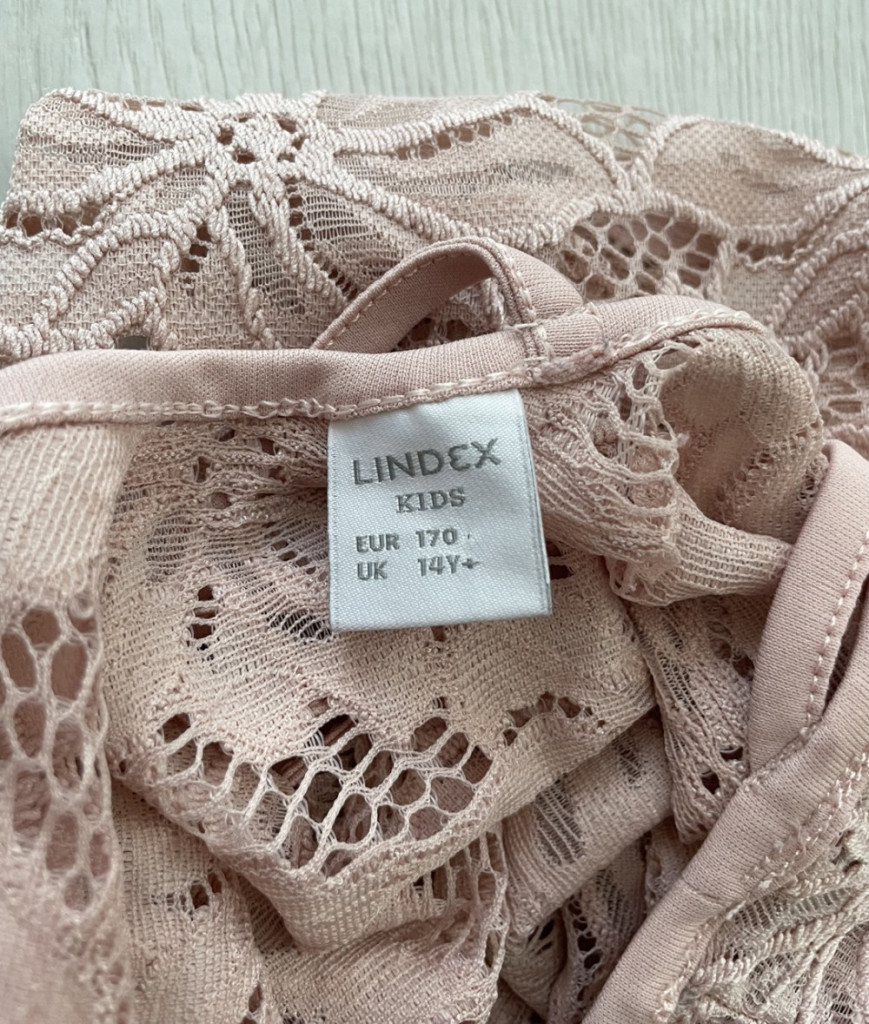 LINDEX
KIDS
EUR 170
UK 14Y+